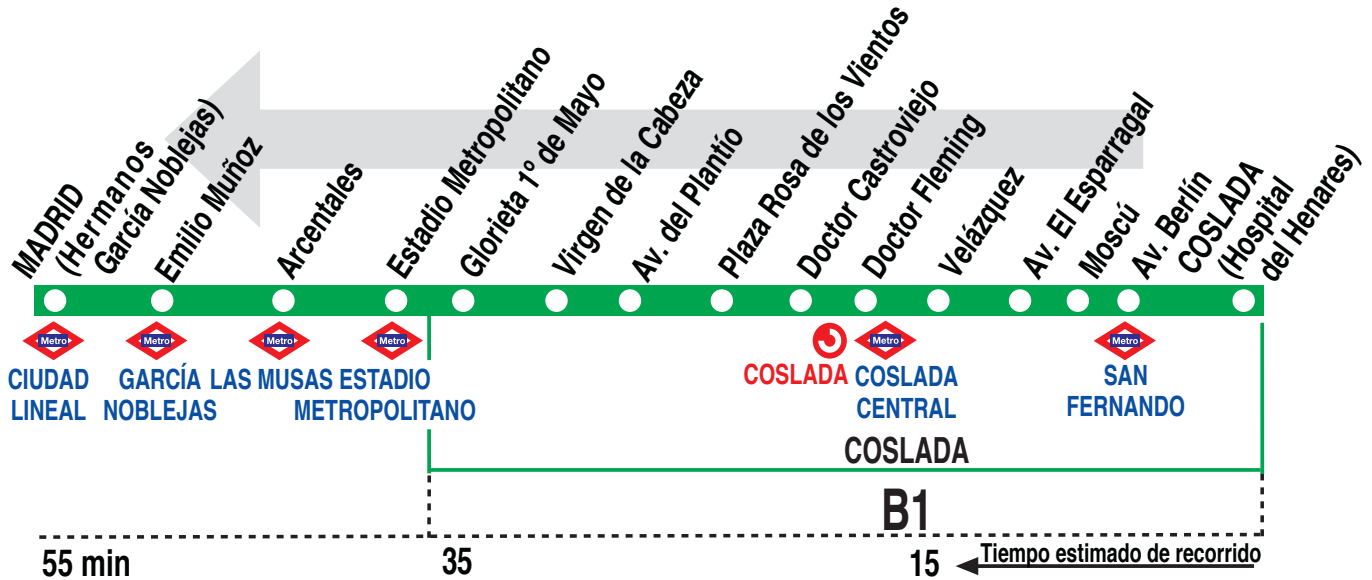 MADRID
(Hermanos
García Noblejas)
Emilio Muñoz
Arcentales
Estadio Metropolitano
Glorieta 1º de Mayo
Virgen de la Cabeza
Av. del Plantío
Plaza Rosa de los Vientos
Doctor Castroviejo
Doctor Fleming
Velázquez
Av. El Esparragal
Moscú
Av. Berlín
COSLADA
(Hospital
del Henares)
Metro
Metro
Metro
Metro
Metro
Metro
CIUDAD
LINEAL
GARCÍA
NOBLEJAS
LAS MUSAS
ESTADIO
METROPOLITANO
COSLADA
COSLADA
CENTRAL
SAN
FERNANDO
COSLADA
B1
55 min
35
15
Tiempo estimado de recorrido